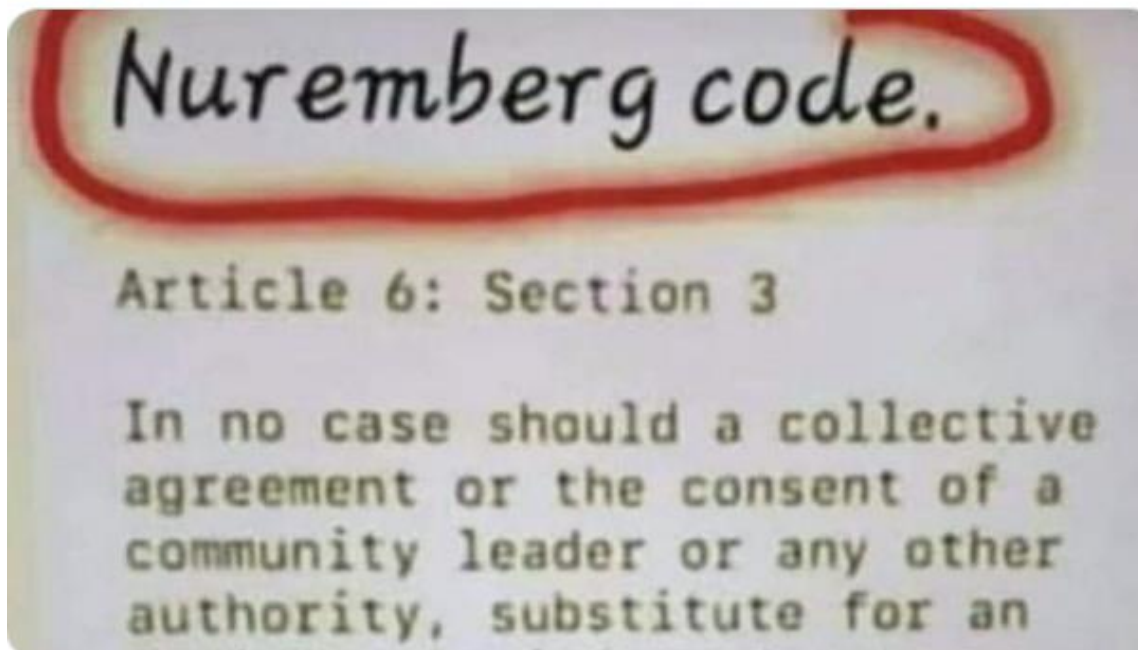 Nuremberg code.
Article 6: Section 3
In no case should a collective
agreement or the consent of a
community leader or any other
authority, substitute for an